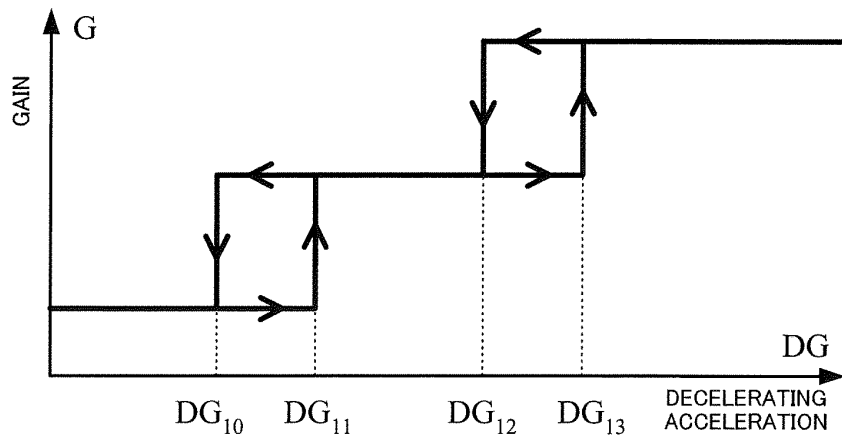 G
GAIN
DG
DG₁₀ DG₁₁ DG₁₂ DG₁₃
DECELERATING
ACCELERATION